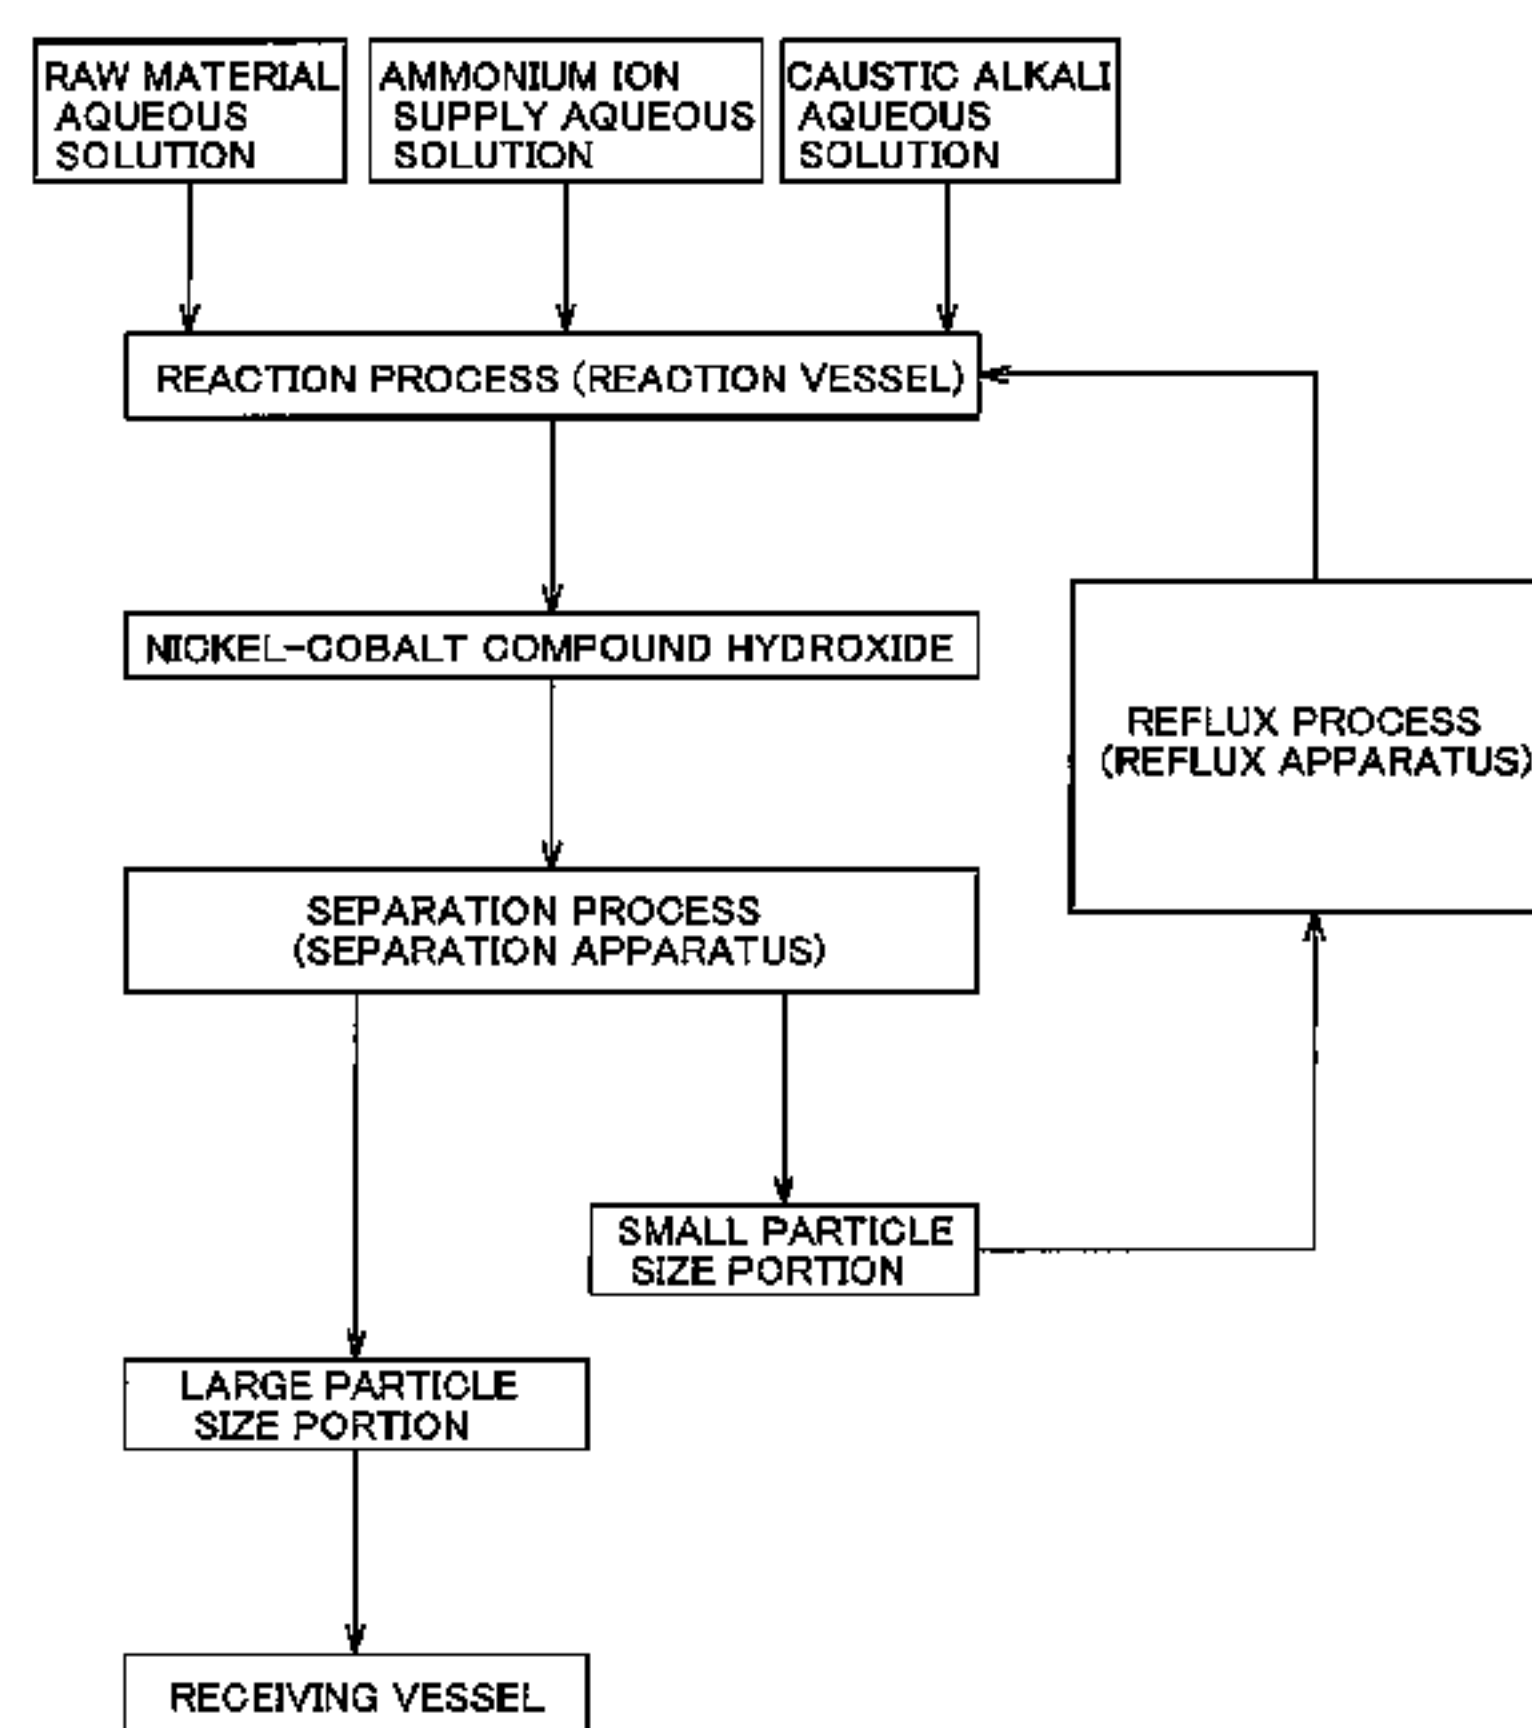 RAW MATERIAL
AQUEOUS
SOLUTION
AMMONIUM ION
SUPPLY AQUEOUS
SOLUTION
CAUSTIC ALKALI
AQUEOUS
SOLUTION
REACTION PROCESS (REACTION VESSEL)
NICKEL-COBALT COMPOUND HYDROXIDE
REFLUX PROCESS
(REFLUX APPARATUS)
SEPARATION PROCESS
(SEPARATION APPARATUS)
SMALL PARTICLE
SIZE PORTION
LARGE PARTICLE
SIZE PORTION
RECEIVING VESSEL